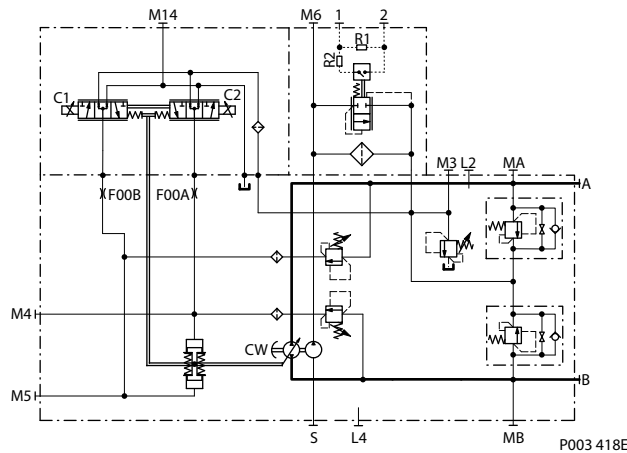 M14 M6 1 2
R1
R2
C1 C2
M3 L2 MA
A
F00B F00A
M4
CW
B
M5
S L4 MB
P003 418E